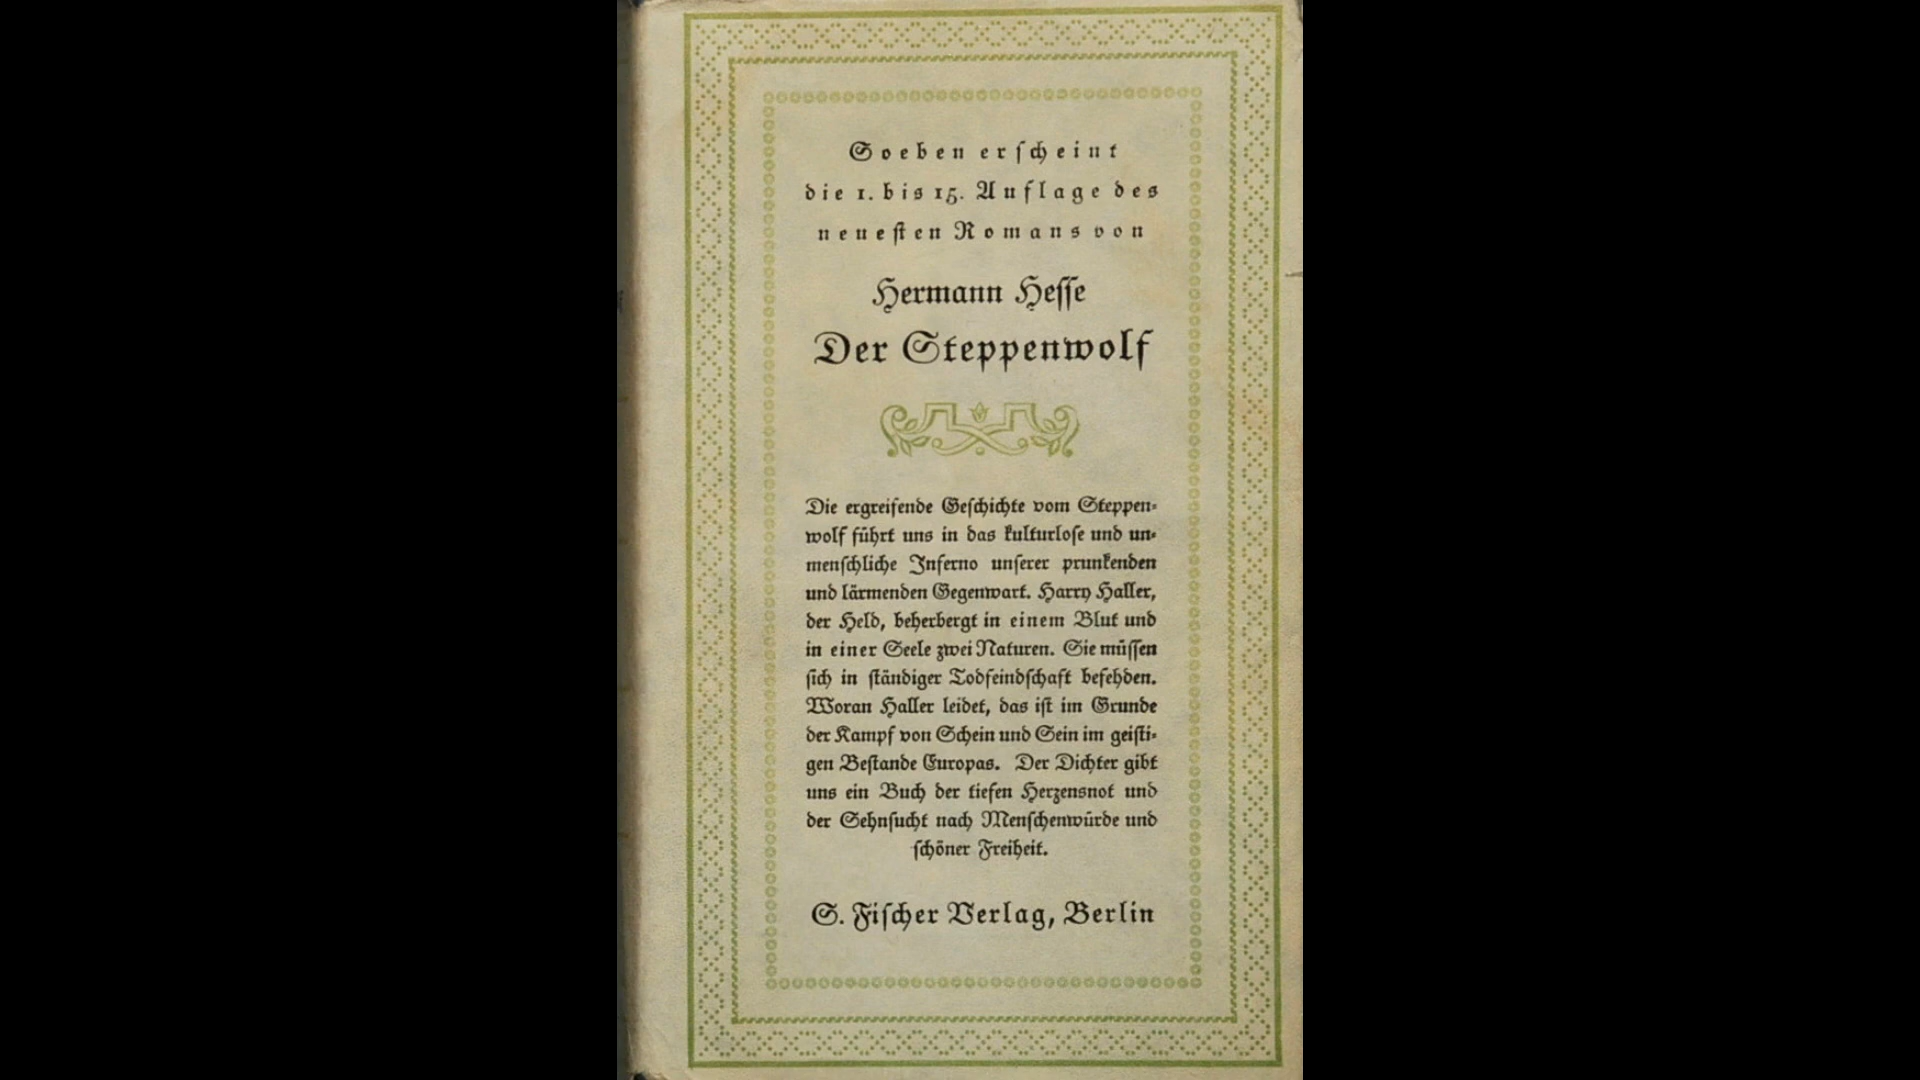 Soeben erscheint
die 1. bis 15. Auflage des
neuesten Romans von
Hermann Hesse
Der Steppenwolf
Die ergreifende Geschichte vom Steppen-
wolf führt uns in das kulturlose und un-
menschliche Inferno unserer prunkenden
und lärmenden Gegenwart. Harry Haller,
der Held, beherbergt in einem Blut und
in einer Seele zwei Naturen. Sie müssen
sich in ständiger Todfeindschaft befehden.
Woran Haller leidet, das ist im Grunde
der Kampf von Schein und Sein im geisti-
gen Bestande Europas. Der Dichter gibt
uns ein Buch der tiefen Herzensnot und
der Sehnsucht nach Menschenwürde und
schöner Freiheit.
S. Fischer Verlag, Berlin